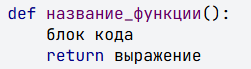 def название_функции():
    блок кода
    return выражение